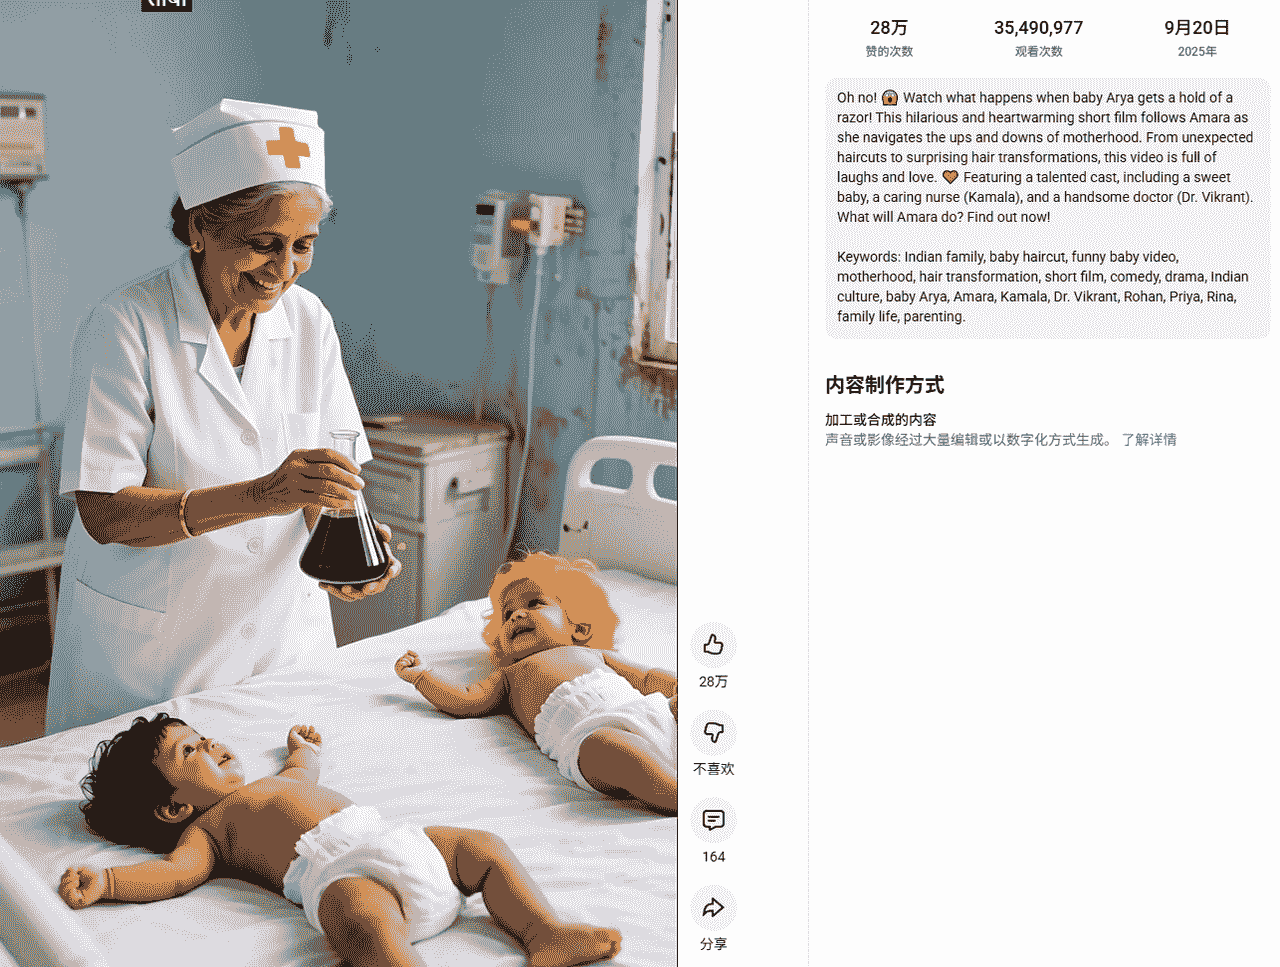 28万
赞的次数
35,490,977
观看次数
9月20日
2025年
Oh no! 😱 Watch what happens when baby Arya gets a hold of a
razor! This hilarious and heartwarming short film follows Amara as
she navigates the ups and downs of motherhood. From unexpected
haircuts to surprising hair transformations, this video is full of
laughs and love. 🧡 Featuring a talented cast, including a sweet
baby, a caring nurse (Kamala), and a handsome doctor (Dr. Vikrant).
What will Amara do? Find out now!
Keywords: Indian family, baby haircut, funny baby video,
motherhood, hair transformation, short film, comedy, drama, Indian
culture, baby Arya, Amara, Kamala, Dr. Vikrant, Rohan, Priya, Rina,
family life, parenting.
内容制作方式
加工或合成的内容
声音或影像经过大量编辑或以数字化方式生成。 了解详情
28万
不喜欢
164
分享